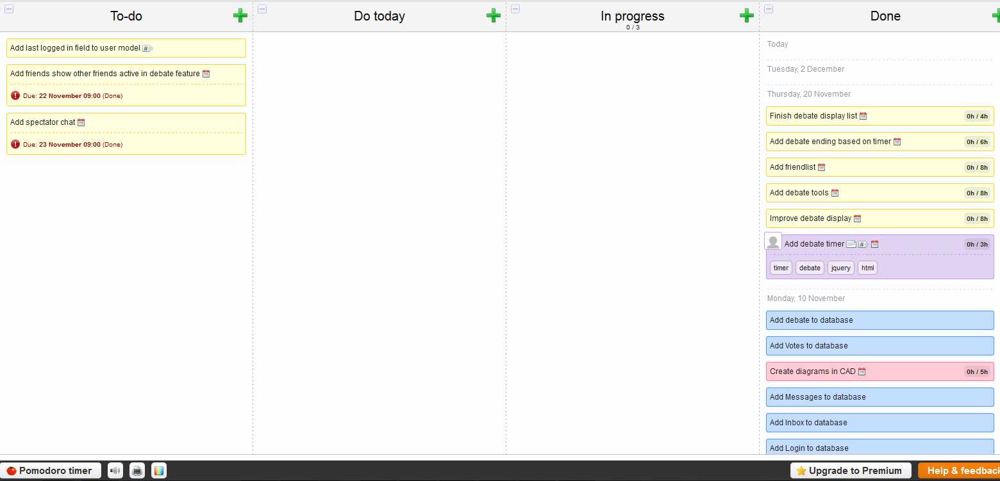 To-do
Add last logged in field to user model #
Add friends show other friends active in debate feature
Due: 22 November 09:00 (Done)
Add spectator chat
Due: 23 November 09:00 (Done)
Do today
In progress
0 / 3
Done
Today
Tuesday, 2 December
Thursday, 20 November
Finish debate display list 0h / 4h
Add debate ending based on timer 0h / 6h
Add friendlist 0h / 8h
Add debate tools 0h / 8h
Improve debate display 0h / 8h
Add debate timer # 0h / 3h
timer debate jquery html
Monday, 10 November
Add debate to database
Add Votes to database
Create diagrams in CAD 0h / 5h
Add Messages to database
Add Inbox to database
Add Login to database
Pomodoro timer Upgrade to Premium Help & feedback